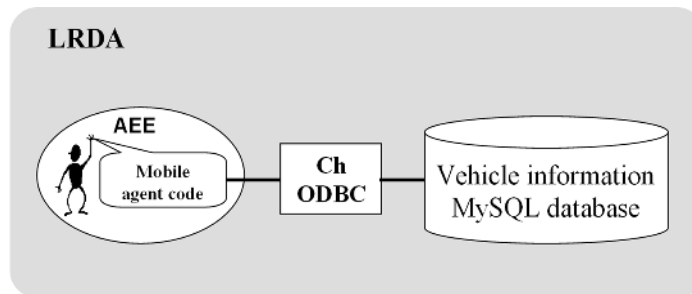 LRDA
AEE
Mobile
agent code
Ch
ODBC
Vehicle information
MySQL database